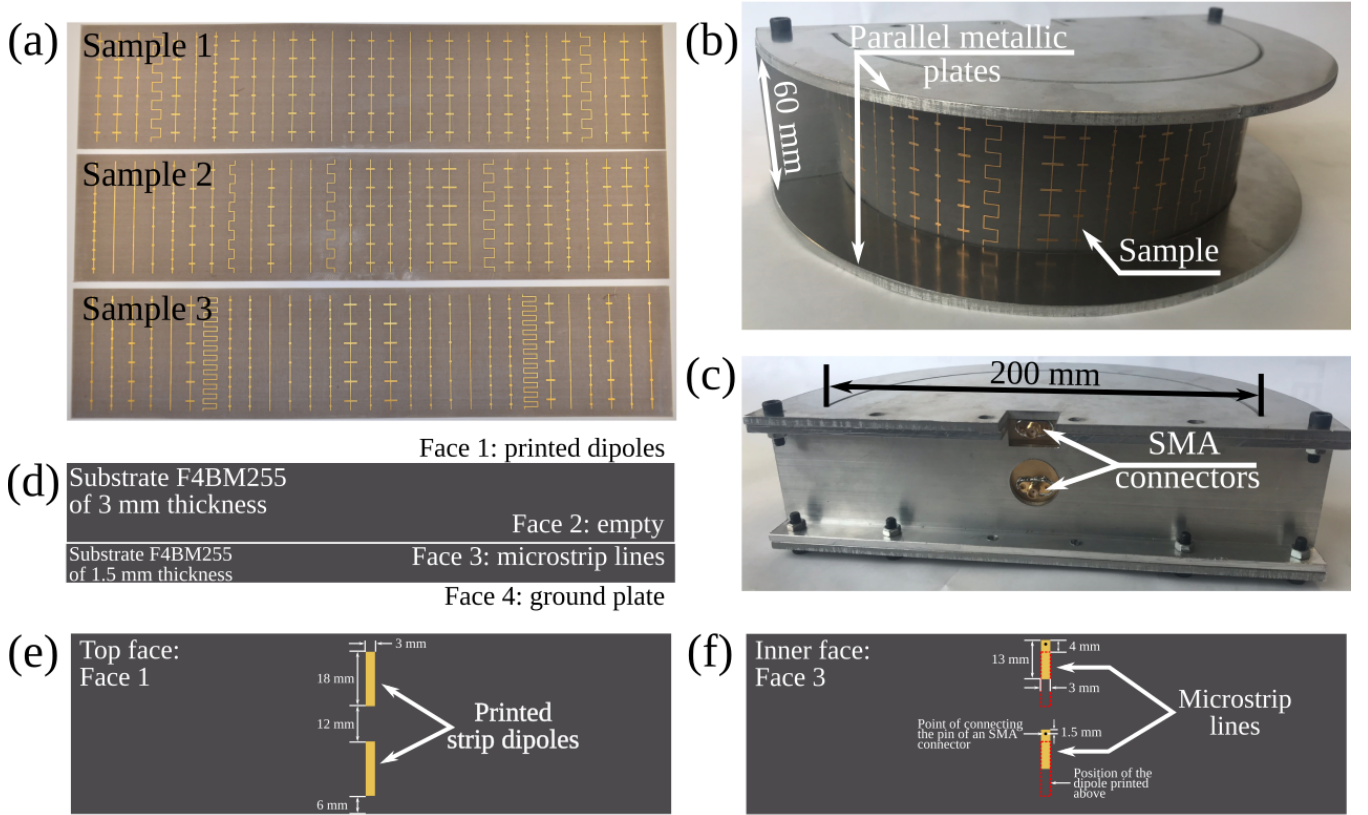 (a)
Sample 1
Sample 2
Sample 3
(b)
Parallel metallic
plates
60 mm
Sample
(c)
200 mm
SMA
connectors
Face 1: printed dipoles
(d)
Substrate F4BM255
of 3 mm thickness
Face 2: empty
Substrate F4BM255
of 1.5 mm thickness
Face 3: microstrip lines
Face 4: ground plate
(e)
Top face:
Face 1
3 mm
18 mm
12 mm
6 mm
Printed
strip dipoles
(f)
Inner face:
Face 3
4 mm
13 mm
3 mm
Microstrip
lines
Point of connecting
the pin of an SMA
connector
1.5 mm
Position of the
dipole printed
above